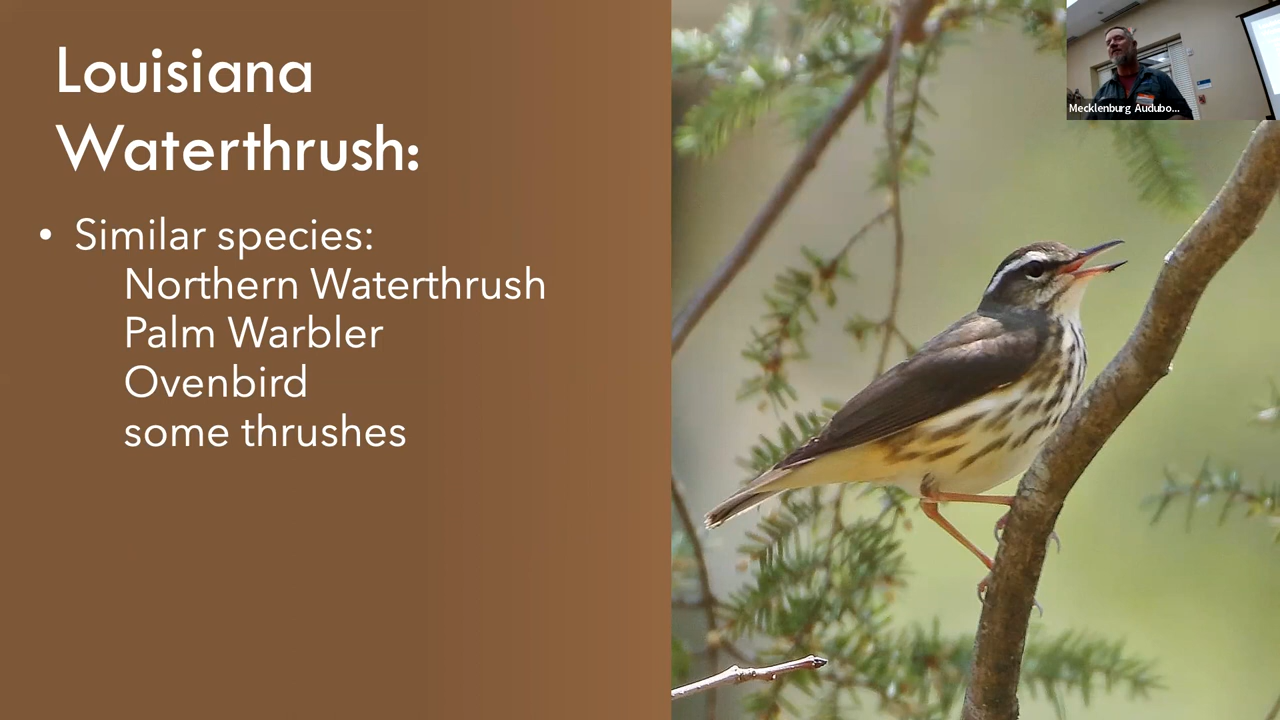 Louisiana
Waterthrush:
• Similar species:
Northern Waterthrush
Palm Warbler
Ovenbird
some thrushes
Mecklenburg Audubo...